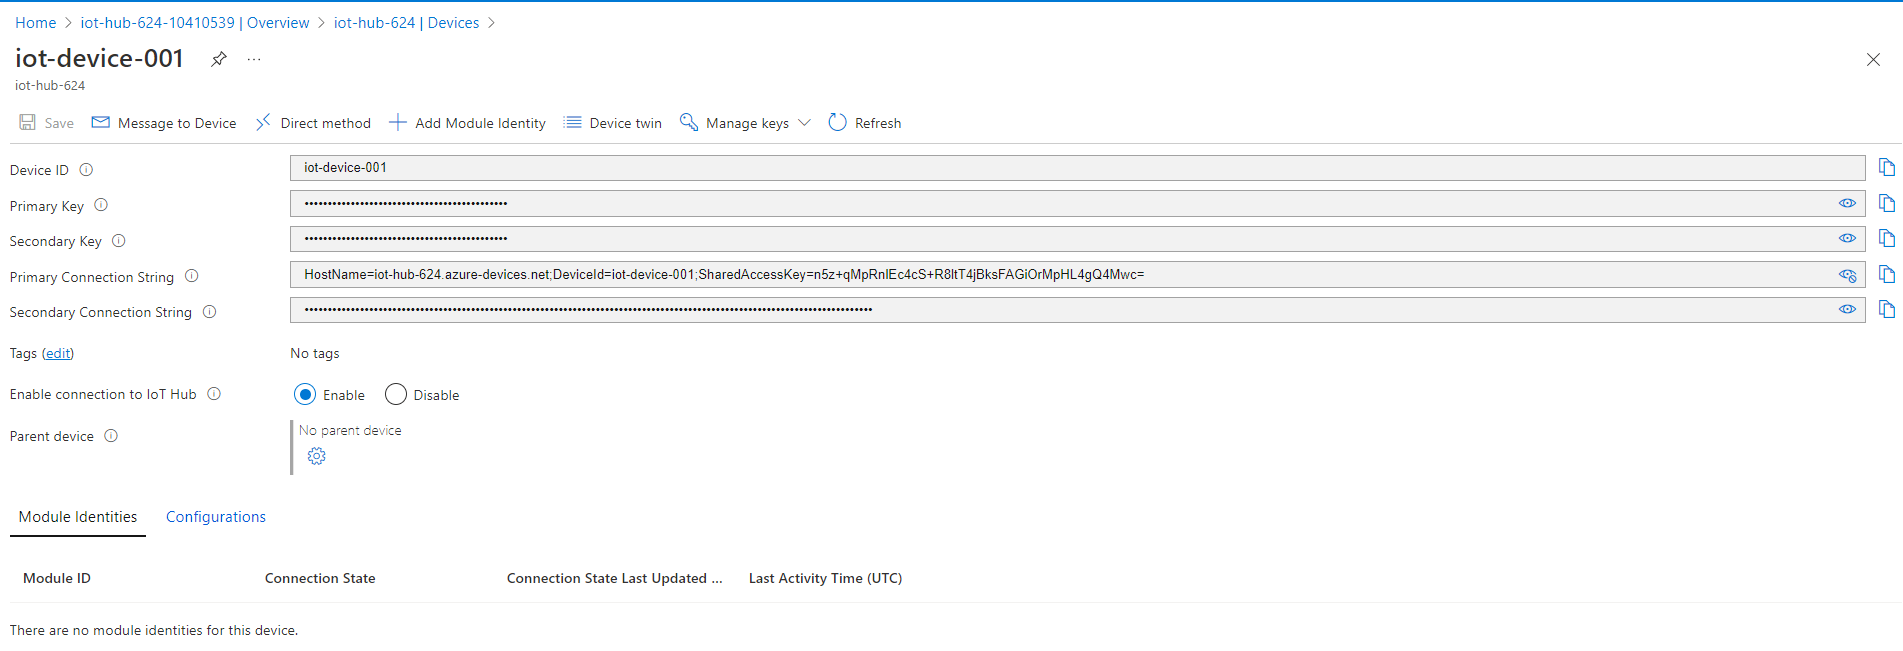 Home > iot-hub-624-10410539 | Overview > iot-hub-624 | Devices >
iot-device-001 ...
iot-hub-624
Save Message to Device Direct method Add Module Identity Device twin Manage keys Refresh
Device ID iot-device-001
Primary Key ••••••••••••••••••••••••••••••••••••••••••••
Secondary Key ••••••••••••••••••••••••••••••••••••••••••••
Primary Connection String HostName=iot-hub-624.azure-devices.net;DeviceId=iot-device-001;SharedAccessKey=n5z+qMpRnIEc4cS+R8ltT4jBksFAGiOrMpHL4gQ4Mwc=
Secondary Connection String ••••••••••••••••••••••••••••••••••••••••••••••••••••••••••••••••••••••••••••••••••••••••••••••••••••••••••••••••••••••••••••
Tags (edit) No tags
Enable connection to IoT Hub Enable Disable
Parent device No parent device
Module Identities Configurations
Module ID Connection State Connection State Last Updated ... Last Activity Time (UTC)
There are no module identities for this device.